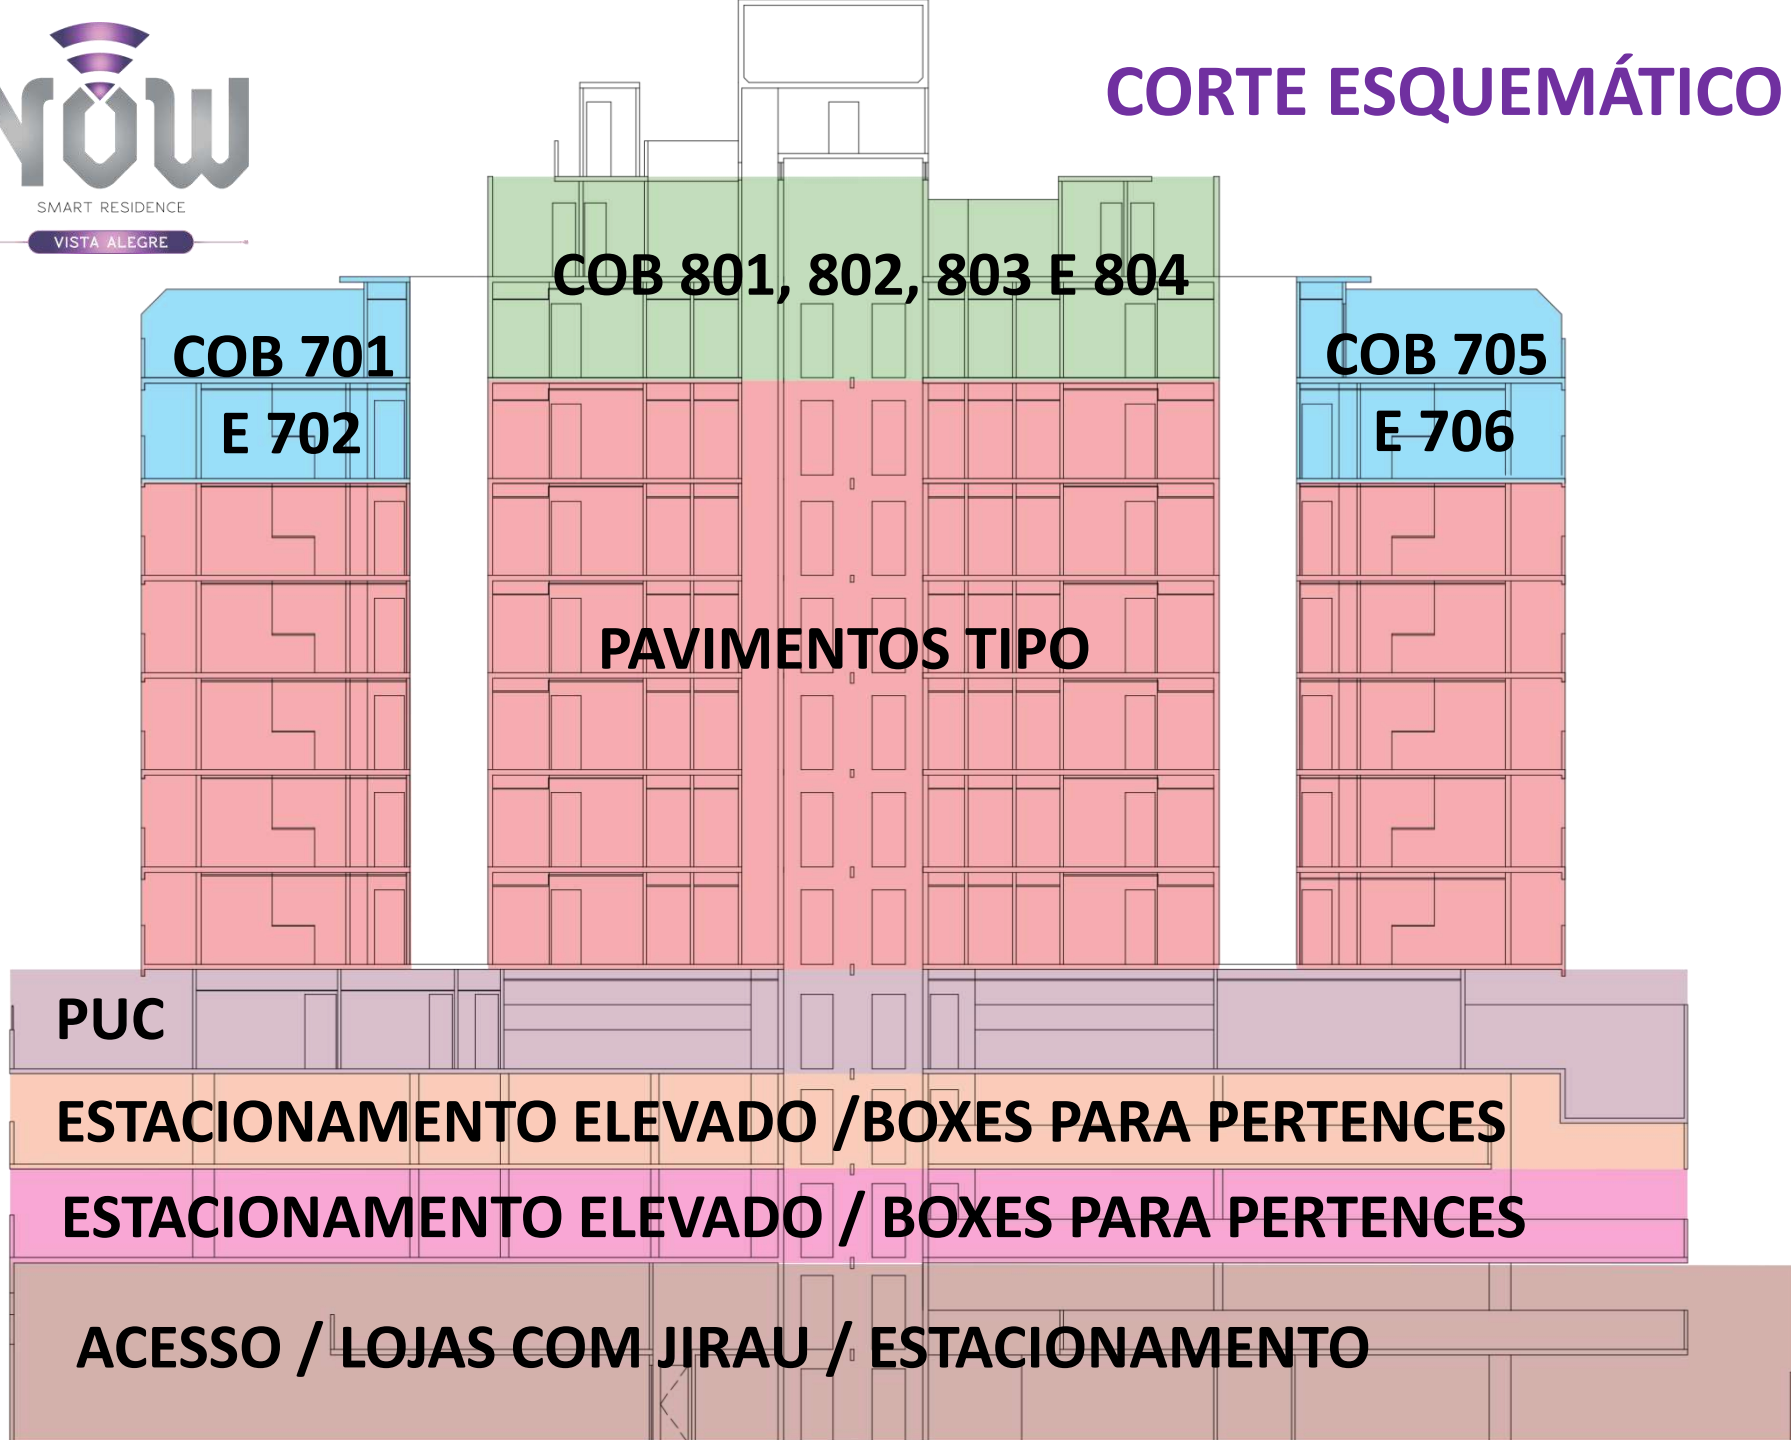 NOW
SMART RESIDENCE
VISTA ALEGRE
CORTE ESQUEMÁTICO
COB 801, 802, 803 E 804
COB 701
E 702
COB 705
E 706
PAVIMENTOS TIPO
PUC
ESTACIONAMENTO ELEVADO /BOXES PARA PERTENCES
ESTACIONAMENTO ELEVADO / BOXES PARA PERTENCES
ACESSO / LOJAS COM JIRAU / ESTACIONAMENTO